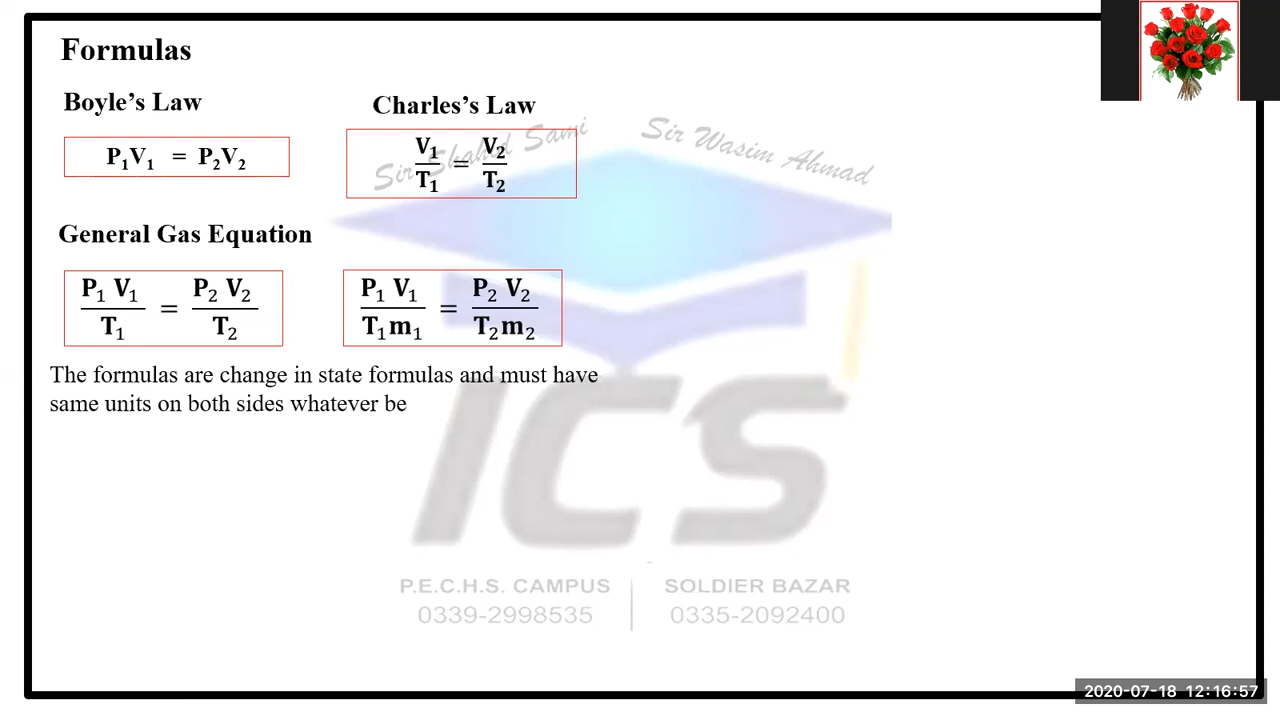 Formulas
Boyle’s Law
P₁V₁ = P₂V₂
Charles’s Law
V₁/T₁ = V₂/T₂
General Gas Equation
P₁ V₁/T₁ = P₂ V₂/T₂
P₁ V₁/T₁m₁ = P₂ V₂/T₂m₂
The formulas are change in state formulas and must have
same units on both sides whatever be
Sir Shahid Sami
Sir Wasim Ahmad
ICS
P.E.C.H.S. CAMPUS
0339-2998535
SOLDIER BAZAR
0335-2092400
2020-07-18 12:16:57